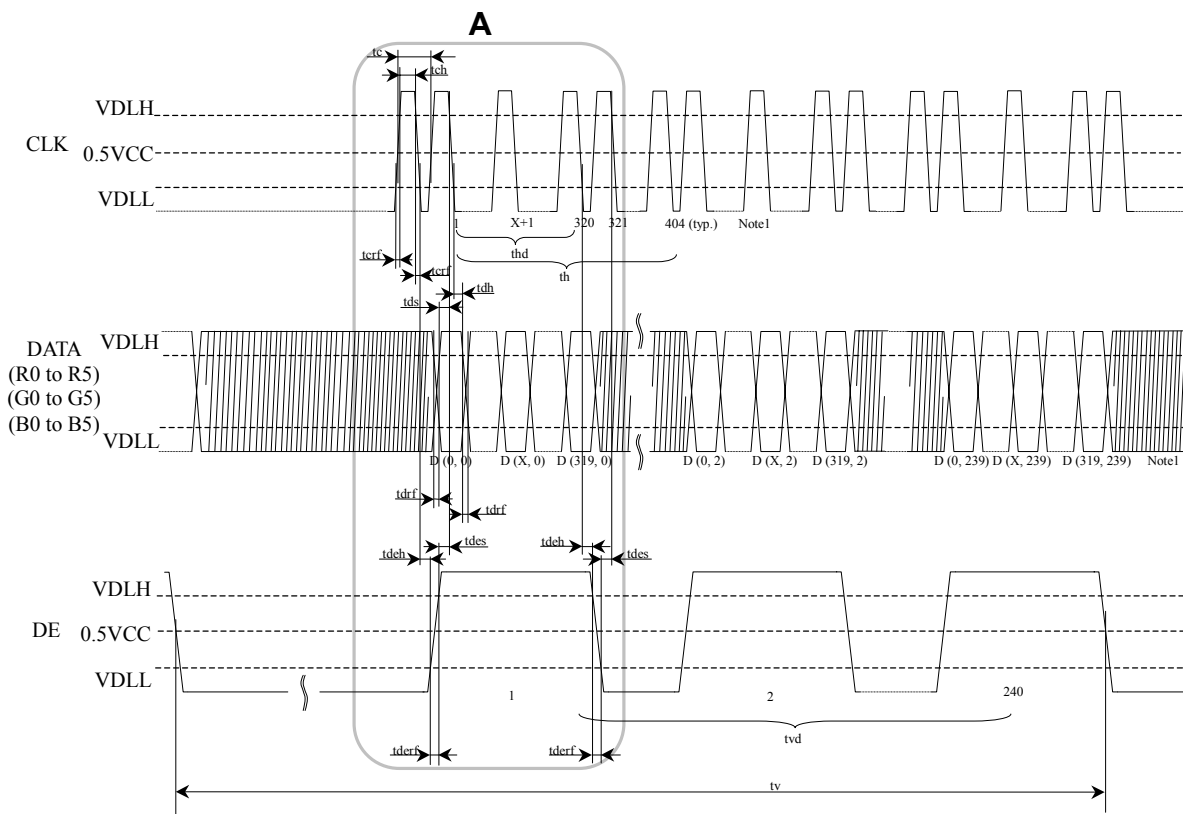 A
tc
tch
VDLH
CLK
0.5VCC
VDLL
1
X+1
320
321
404 (typ.)
Note1
thd
th
tcrf
tcrf
tdh
tds
VDLH
DATA
(R0 to R5)
(G0 to G5)
(B0 to B5)
VDLL
D (0, 0)
D (X, 0)
D (319, 0)
D (0, 2)
D (X, 2)
D (319, 2)
D (0, 239)
D (X, 239)
D (319, 239)
Note1
tdrf
tdrf
tdes
tdeh
tdeh
tdes
VDLH
DE
0.5VCC
VDLL
1
2
240
tvd
tderf
tderf
tv